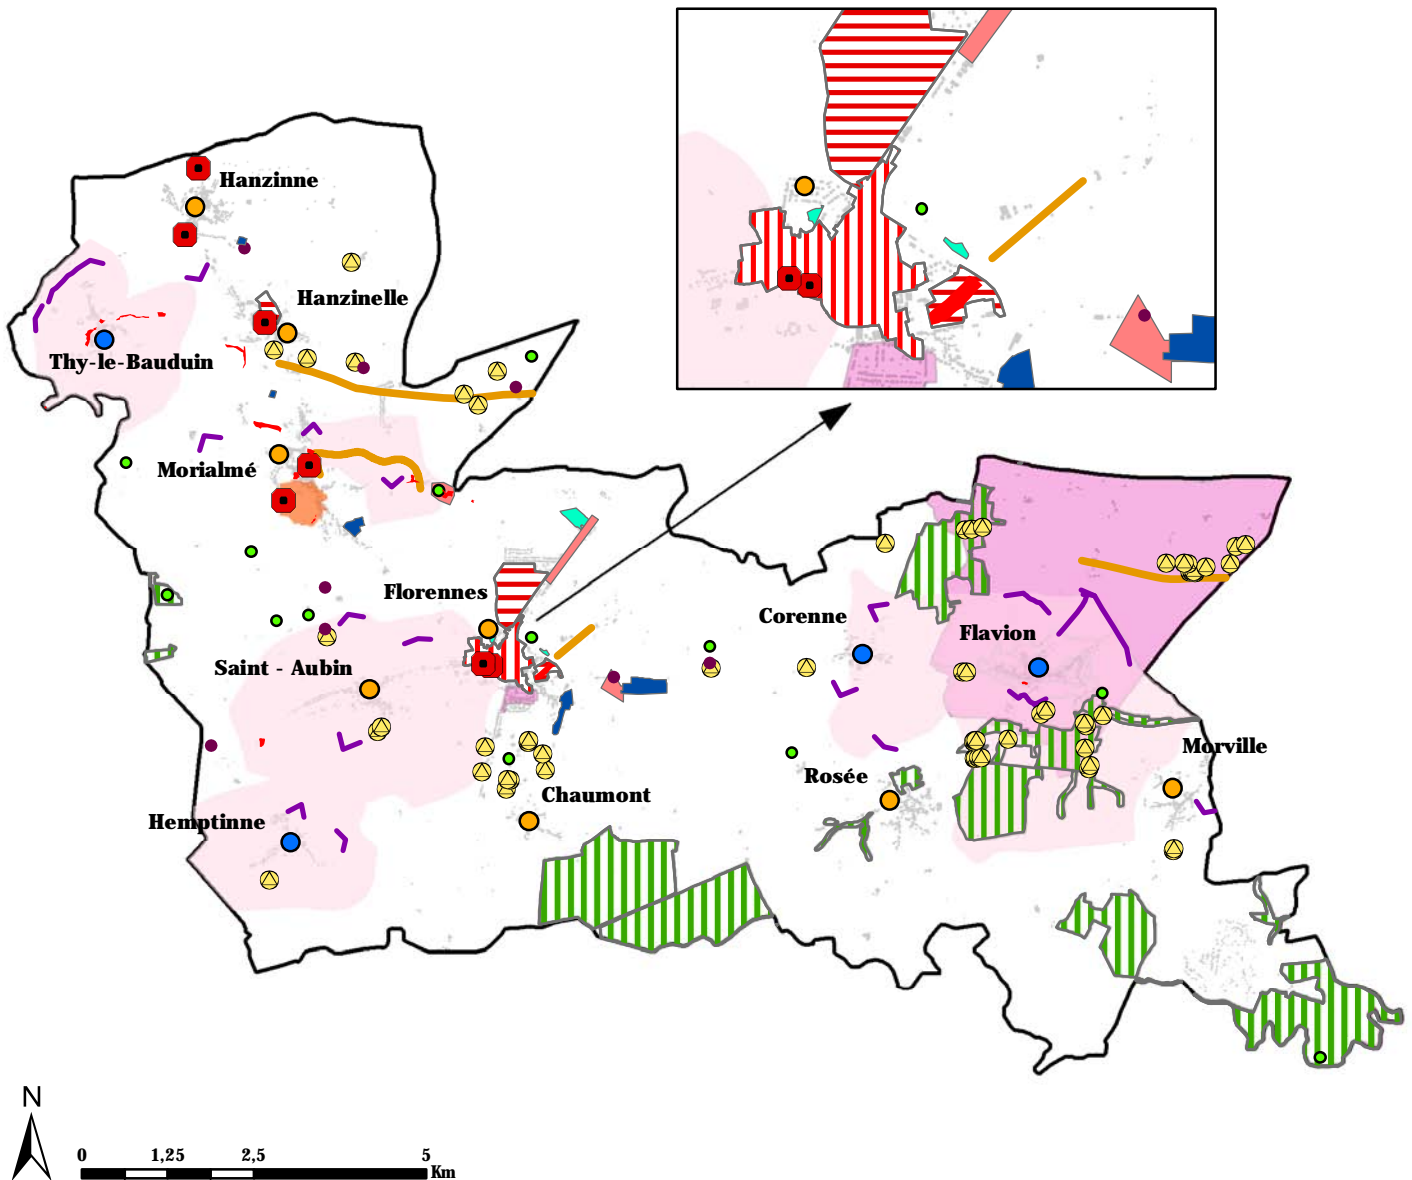 Hanzinne
Hanzinelle
Thy-le-Bauduin
Morialmé
Florennes
Corenne
Flavion
Saint - Aubin
Morville
Rosée
Chaumont
Hemptinne
N
0 1,25 2,5 5
Km